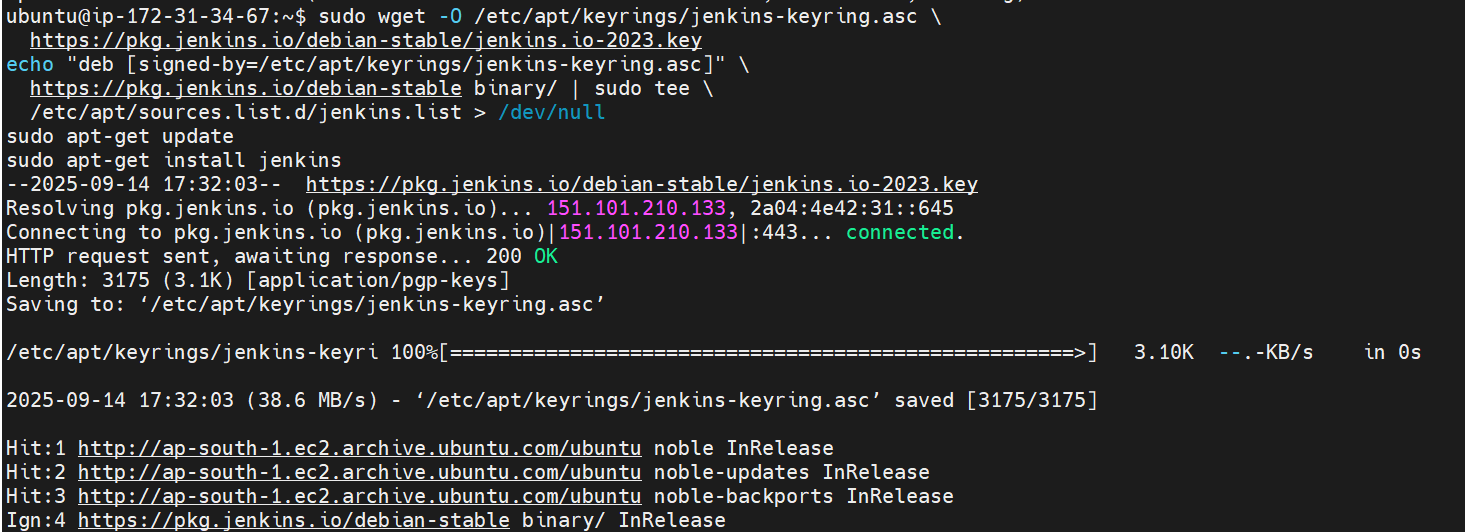 ubuntu@ip-172-31-34-67:~$ sudo wget -O /etc/apt/keyrings/jenkins-keyring.asc \
  https://pkg.jenkins.io/debian-stable/jenkins.io-2023.key
echo "deb [signed-by=/etc/apt/keyrings/jenkins-keyring.asc]" \
  https://pkg.jenkins.io/debian-stable binary/ | sudo tee \
  /etc/apt/sources.list.d/jenkins.list > /dev/null
sudo apt-get update
sudo apt-get install jenkins
--2025-09-14 17:32:03--  https://pkg.jenkins.io/debian-stable/jenkins.io-2023.key
Resolving pkg.jenkins.io (pkg.jenkins.io)... 151.101.210.133, 2a04:4e42:31::645
Connecting to pkg.jenkins.io (pkg.jenkins.io)|151.101.210.133|:443... connected.
HTTP request sent, awaiting response... 200 OK
Length: 3175 (3.1K) [application/pgp-keys]
Saving to: ‘/etc/apt/keyrings/jenkins-keyring.asc’
/etc/apt/keyrings/jenkins-keyri 100%[====================================================>]   3.10K  --.-KB/s    in 0s
2025-09-14 17:32:03 (38.6 MB/s) - ‘/etc/apt/keyrings/jenkins-keyring.asc’ saved [3175/3175]
Hit:1 http://ap-south-1.ec2.archive.ubuntu.com/ubuntu noble InRelease
Hit:2 http://ap-south-1.ec2.archive.ubuntu.com/ubuntu noble-updates InRelease
Hit:3 http://ap-south-1.ec2.archive.ubuntu.com/ubuntu noble-backports InRelease
Ign:4 https://pkg.jenkins.io/debian-stable binary/ InRelease